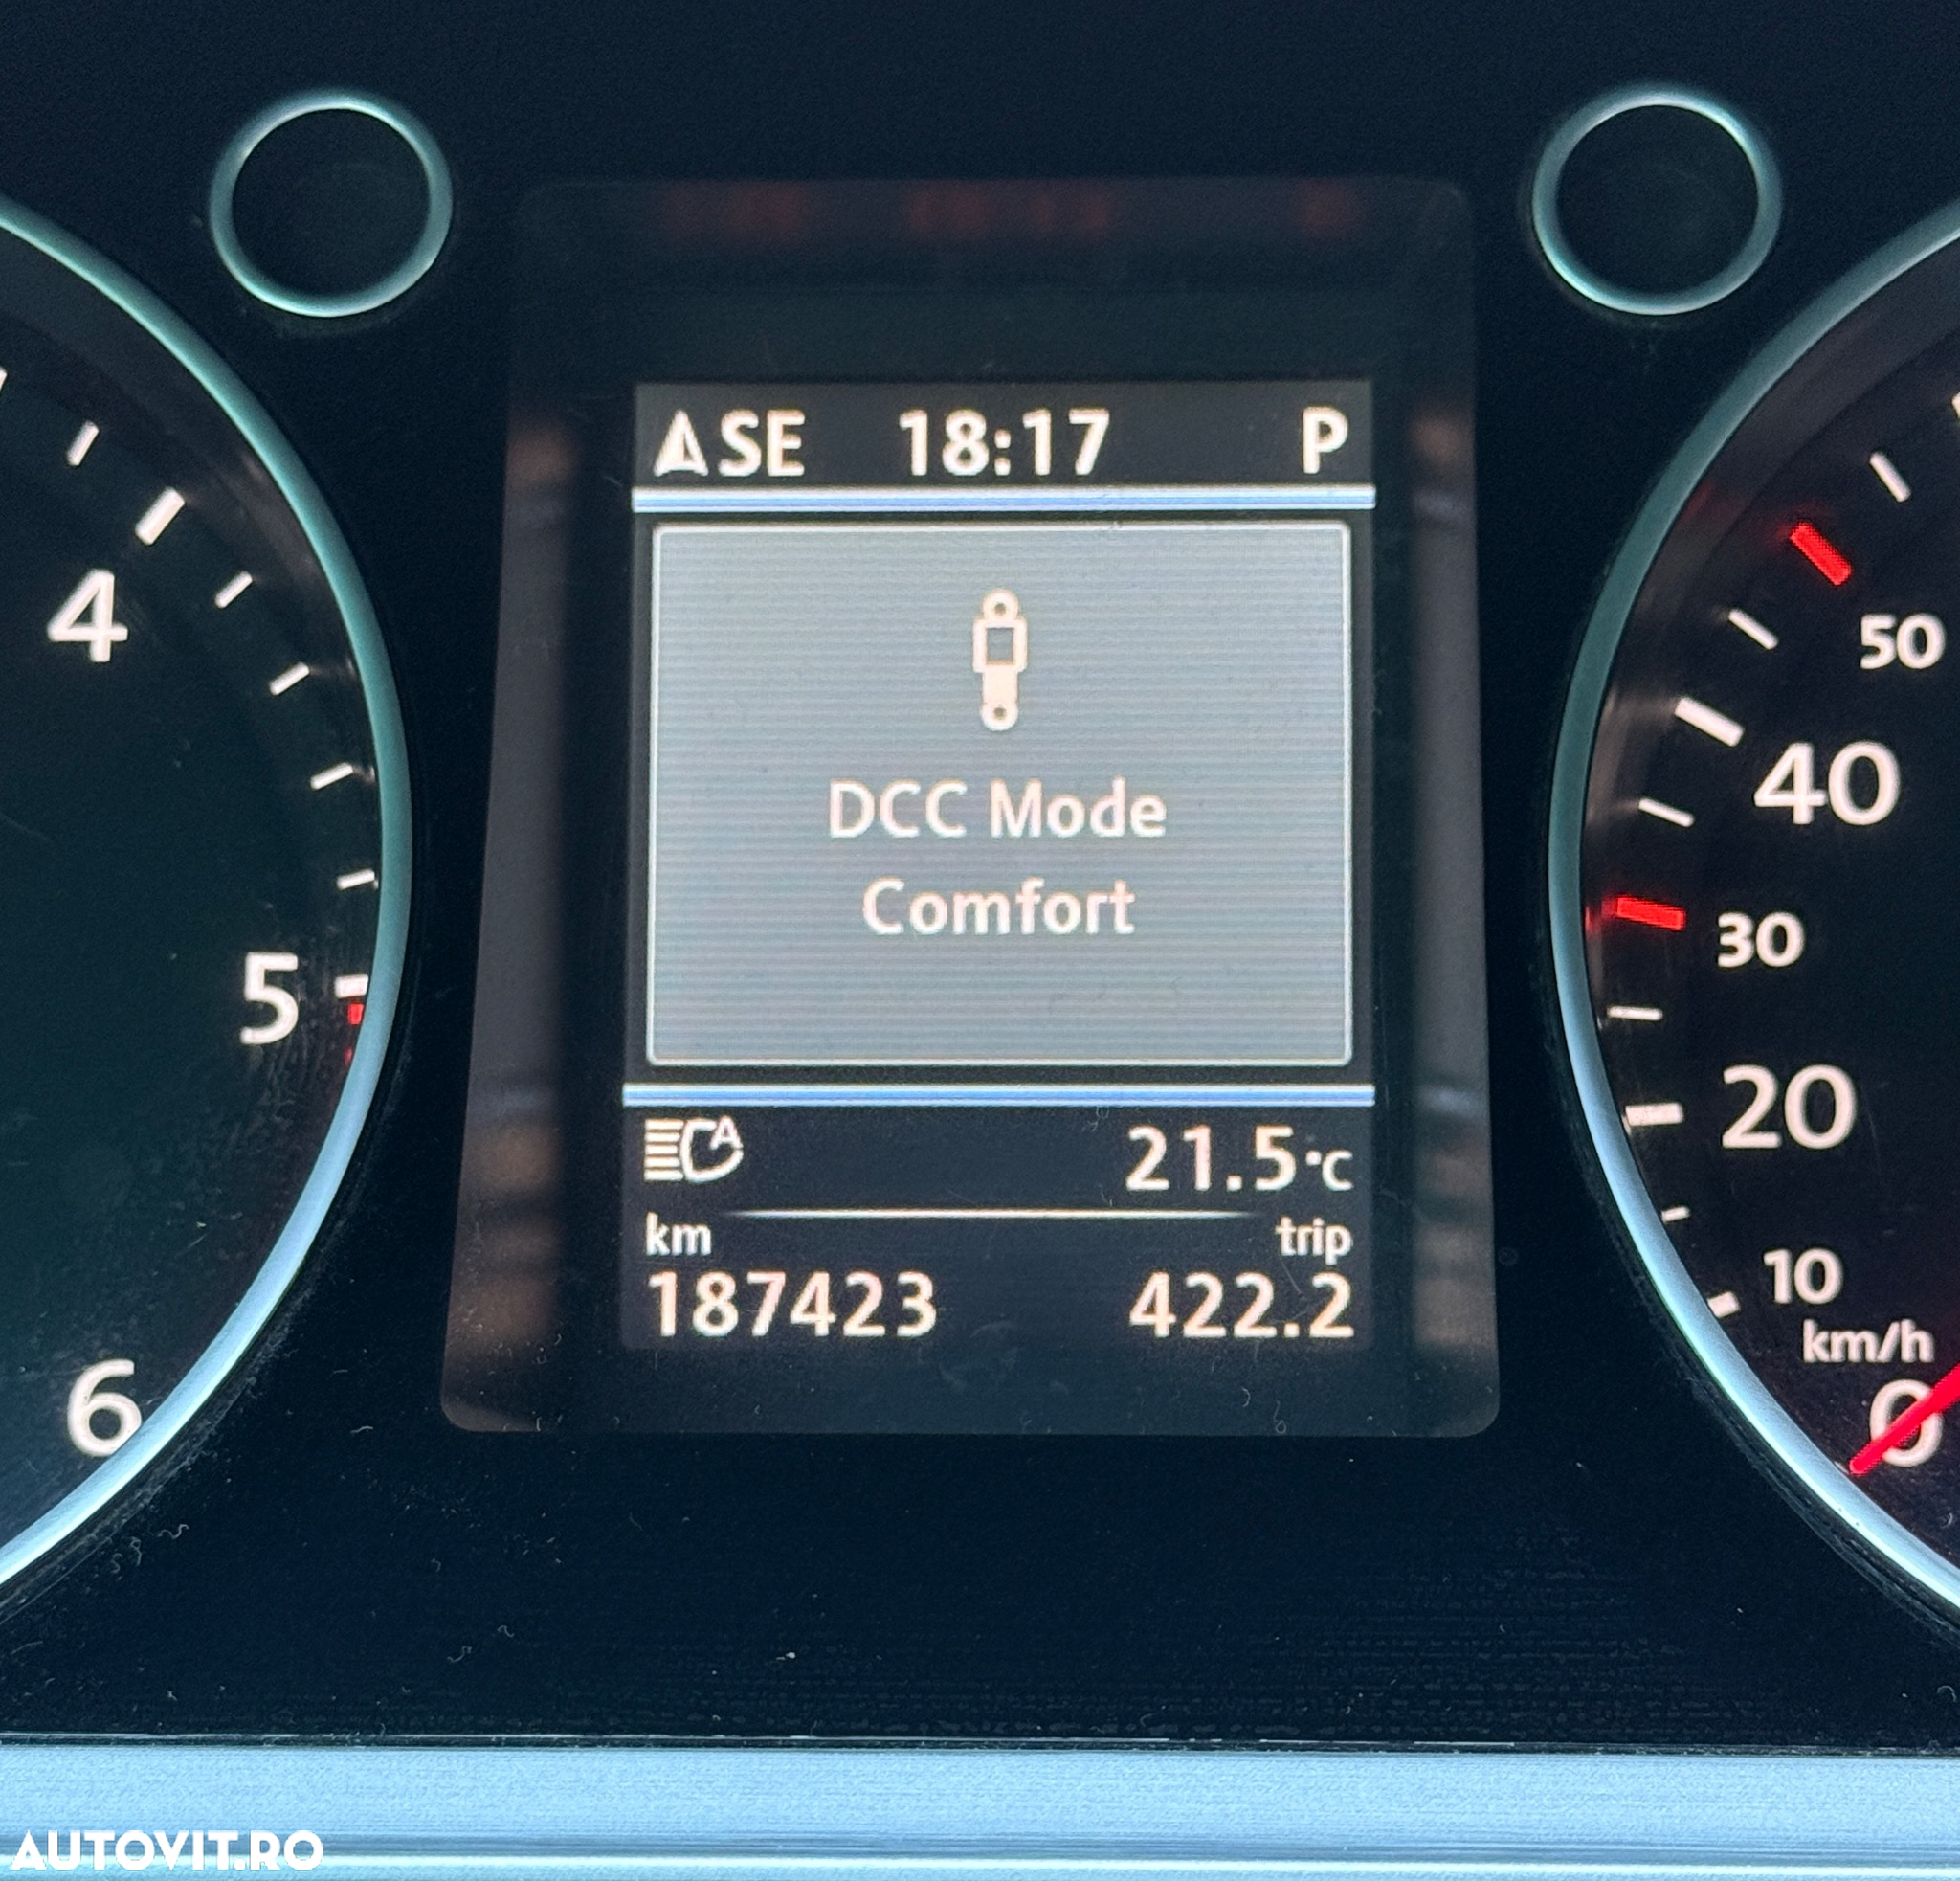 SE 18:17 P
DCC Mode
Comfort
A
21.5°C
km trip
187423 422.2
4
5
6
50
40
30
20
10
km/h
0
AUTOVIT.RO